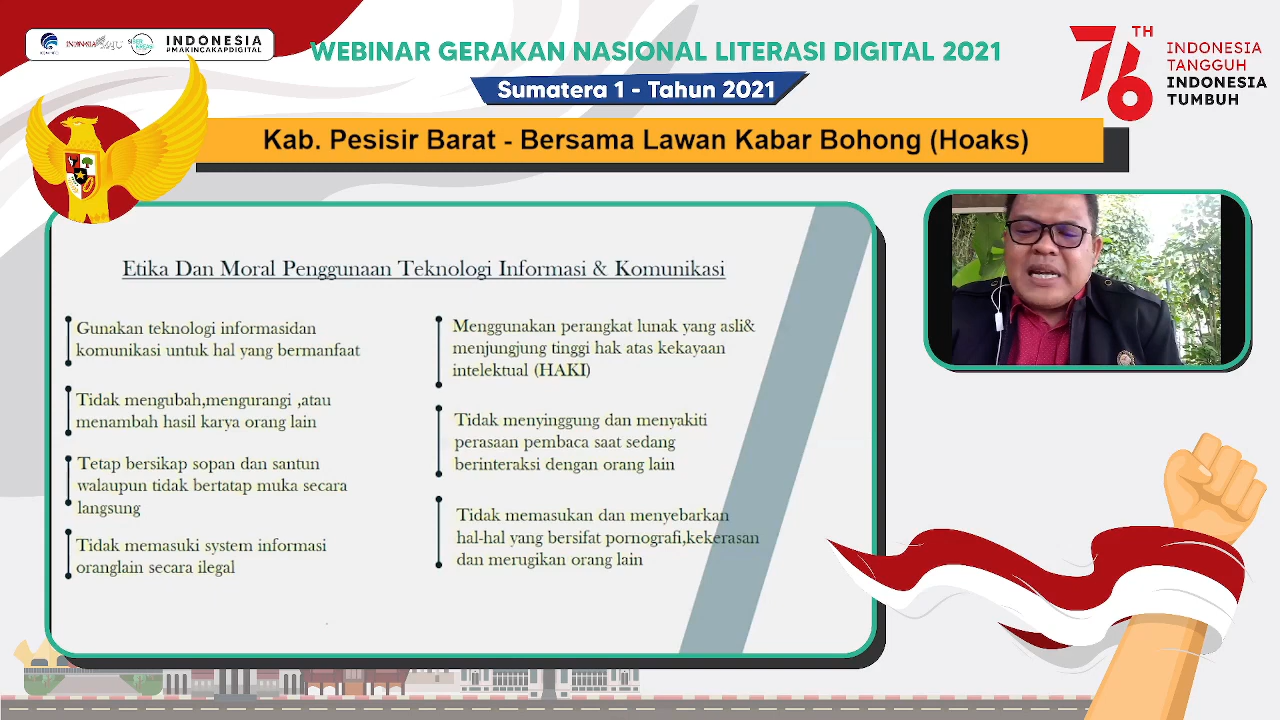 INDONESIA
#MAKINCAKAPDIGITAL
WEBINAR GERAKAN NASIONAL LITERASI DIGITAL 2021
Sumatera 1 - Tahun 2021
76 TH
INDONESIA
TANGGUH
INDONESIA
TUMBUH
Kab. Pesisir Barat - Bersama Lawan Kabar Bohong (Hoaks)
Etika Dan Moral Penggunaan Teknologi Informasi & Komunikasi
Gunakan teknologi informasidan
komunikasi untuk hal yang bermanfaat
Tidak mengubah,mengurangi ,atau
menambah hasil karya orang lain
Tetap bersikap sopan dan santun
walaupun tidak bertatap muka secara
langsung
Tidak memasuki system informasi
oranglain secara ilegal
Menggunakan perangkat lunak yang asli&
menjungjung tinggi hak atas kekayaan
intelektual (HAKI)
Tidak menyinggung dan menyakiti
perasaan pembaca saat sedang
berinteraksi dengan orang lain
Tidak memasukan dan menyebarkan
hal-hal yang bersifat pornografi,kekerasan
dan merugikan orang lain